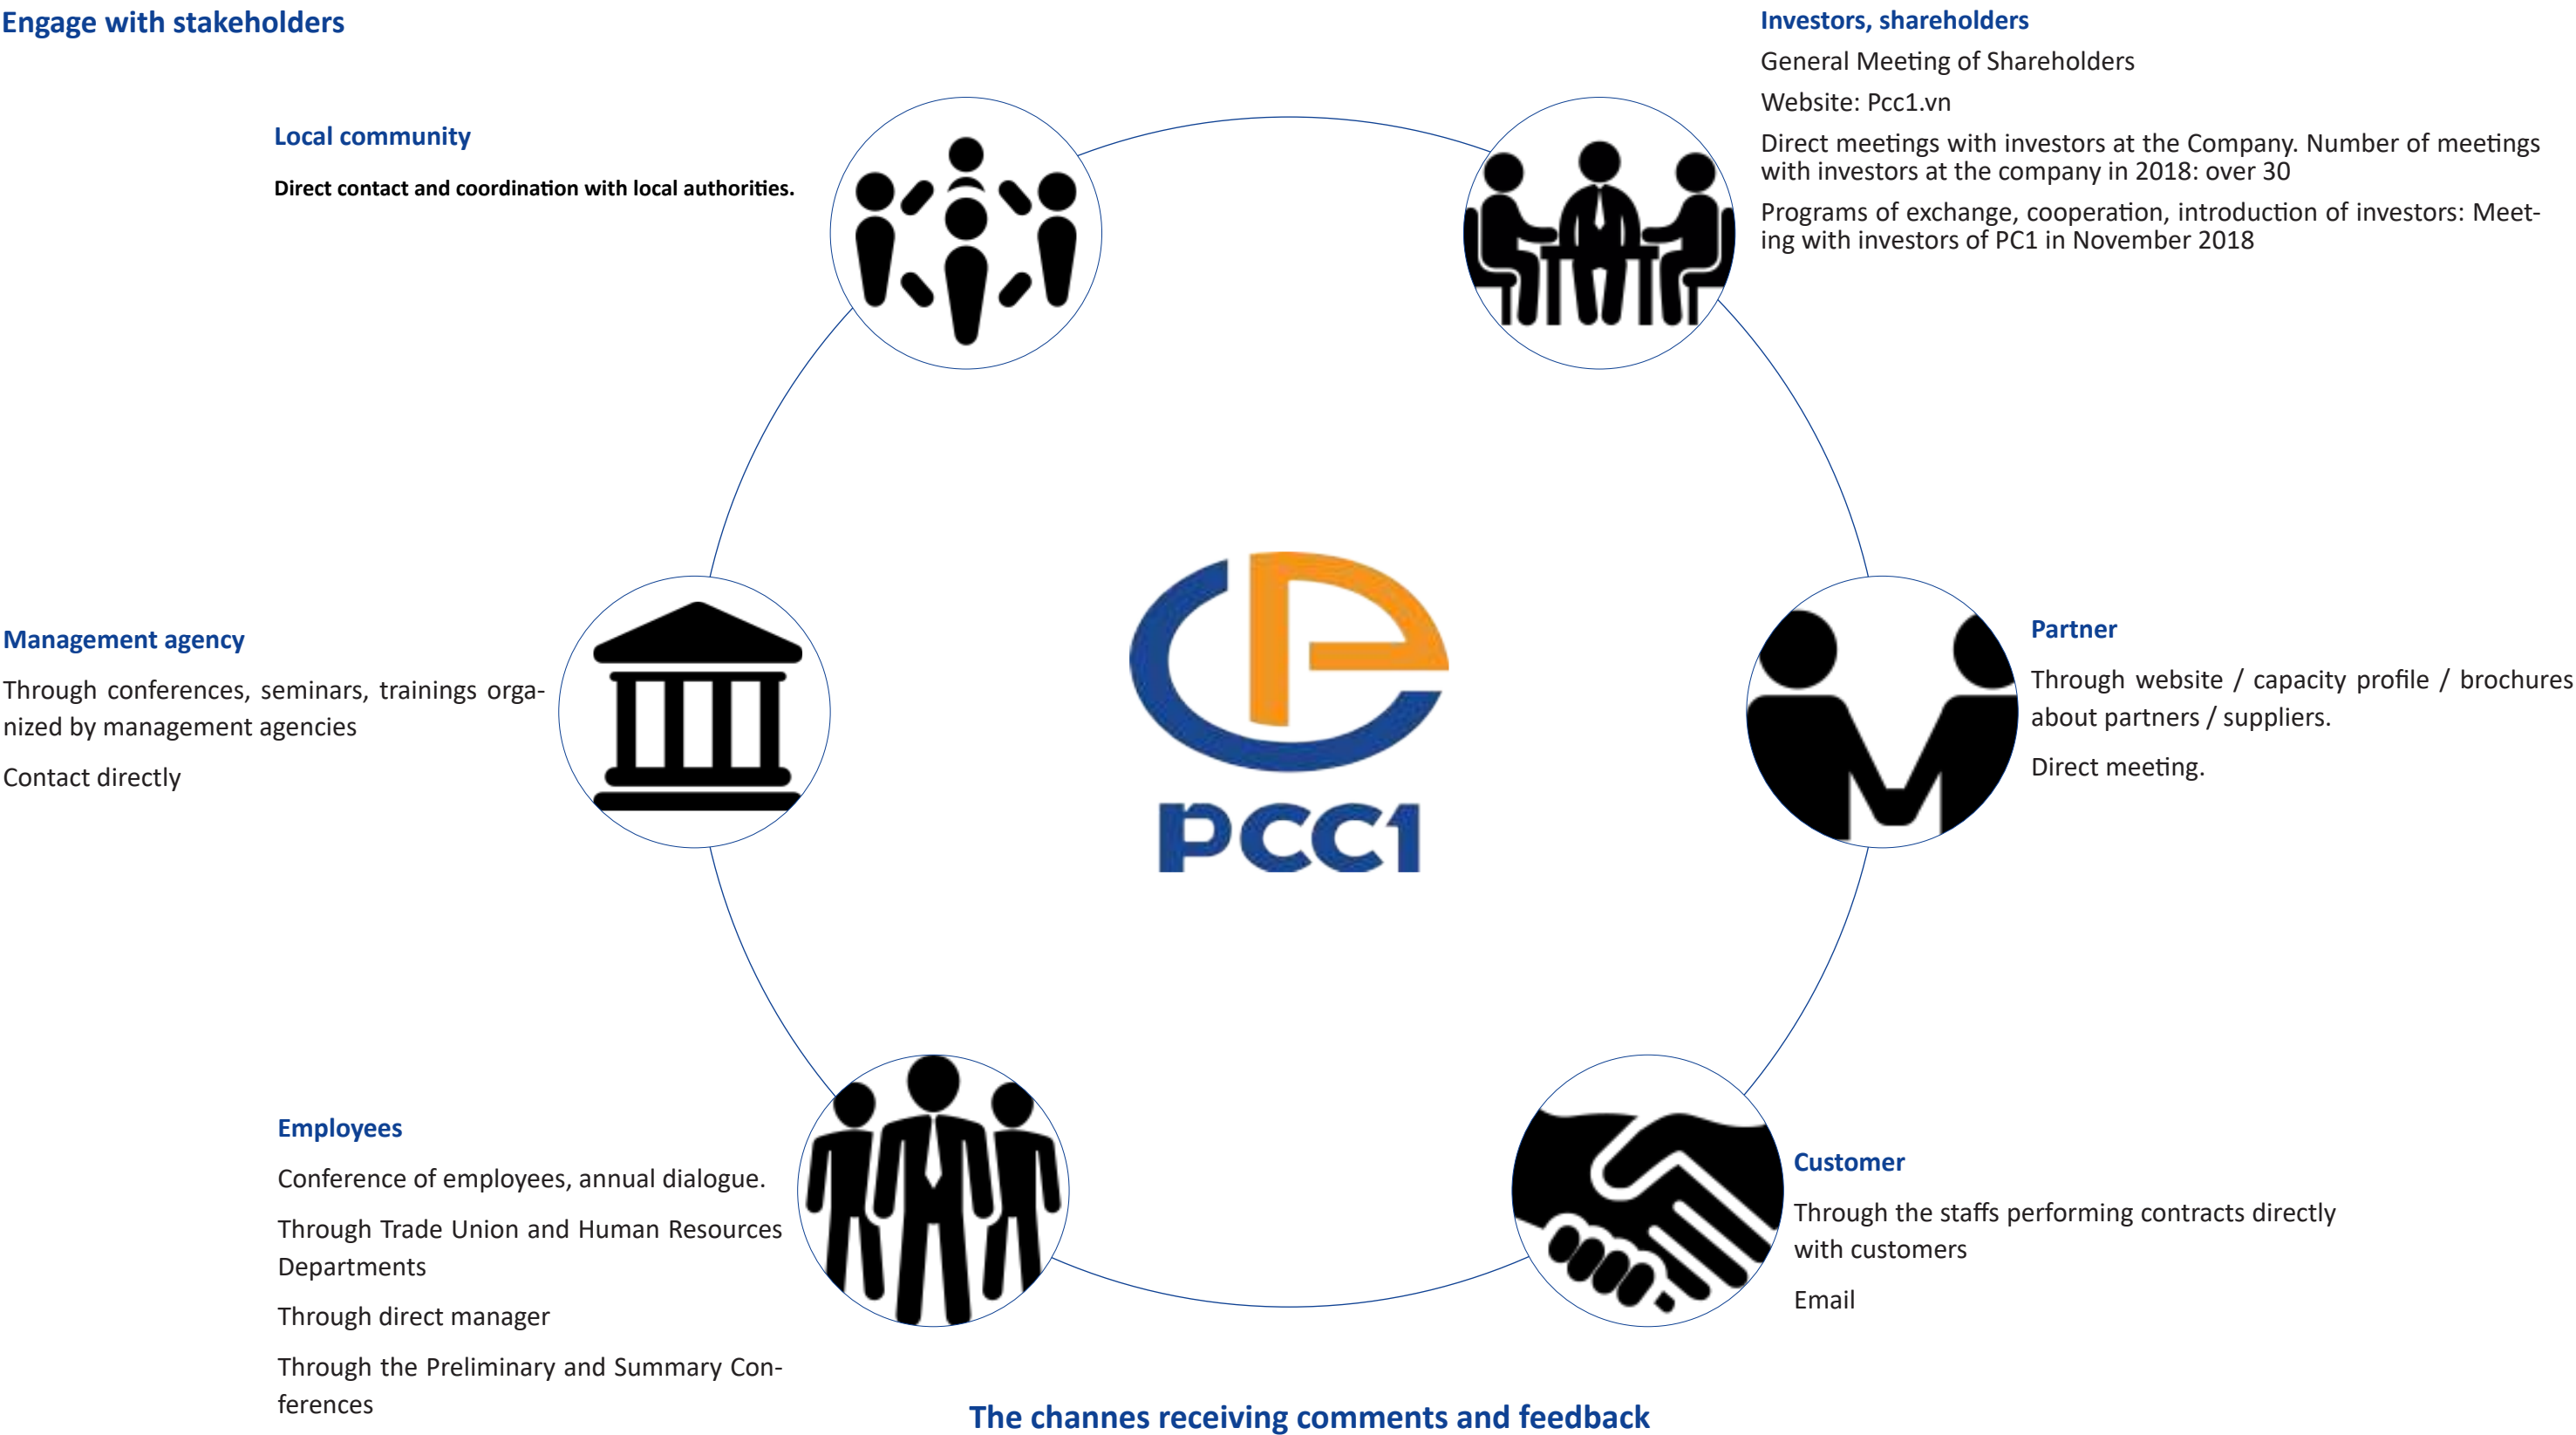 Engage with stakeholders
Investors, shareholders
General Meeting of Shareholders
Website: Pcc1.vn
Direct meetings with investors at the Company. Number of meetings
with investors at the company in 2018: over 30
Programs of exchange, cooperation, introduction of investors: Meet-
ing with investors of PC1 in November 2018
Local community
Direct contact and coordination with local authorities.
Management agency
Through conferences, seminars, trainings orga-
nized by management agencies
Contact directly
PCC1
Partner
Through website / capacity profile / brochures
about partners / suppliers.
Direct meeting.
Employees
Conference of employees, annual dialogue.
Through Trade Union and Human Resources
Departments
Through direct manager
Through the Preliminary and Summary Con-
ferences
Customer
Through the staffs performing contracts directly
with customers
Email
The channes receiving comments and feedback